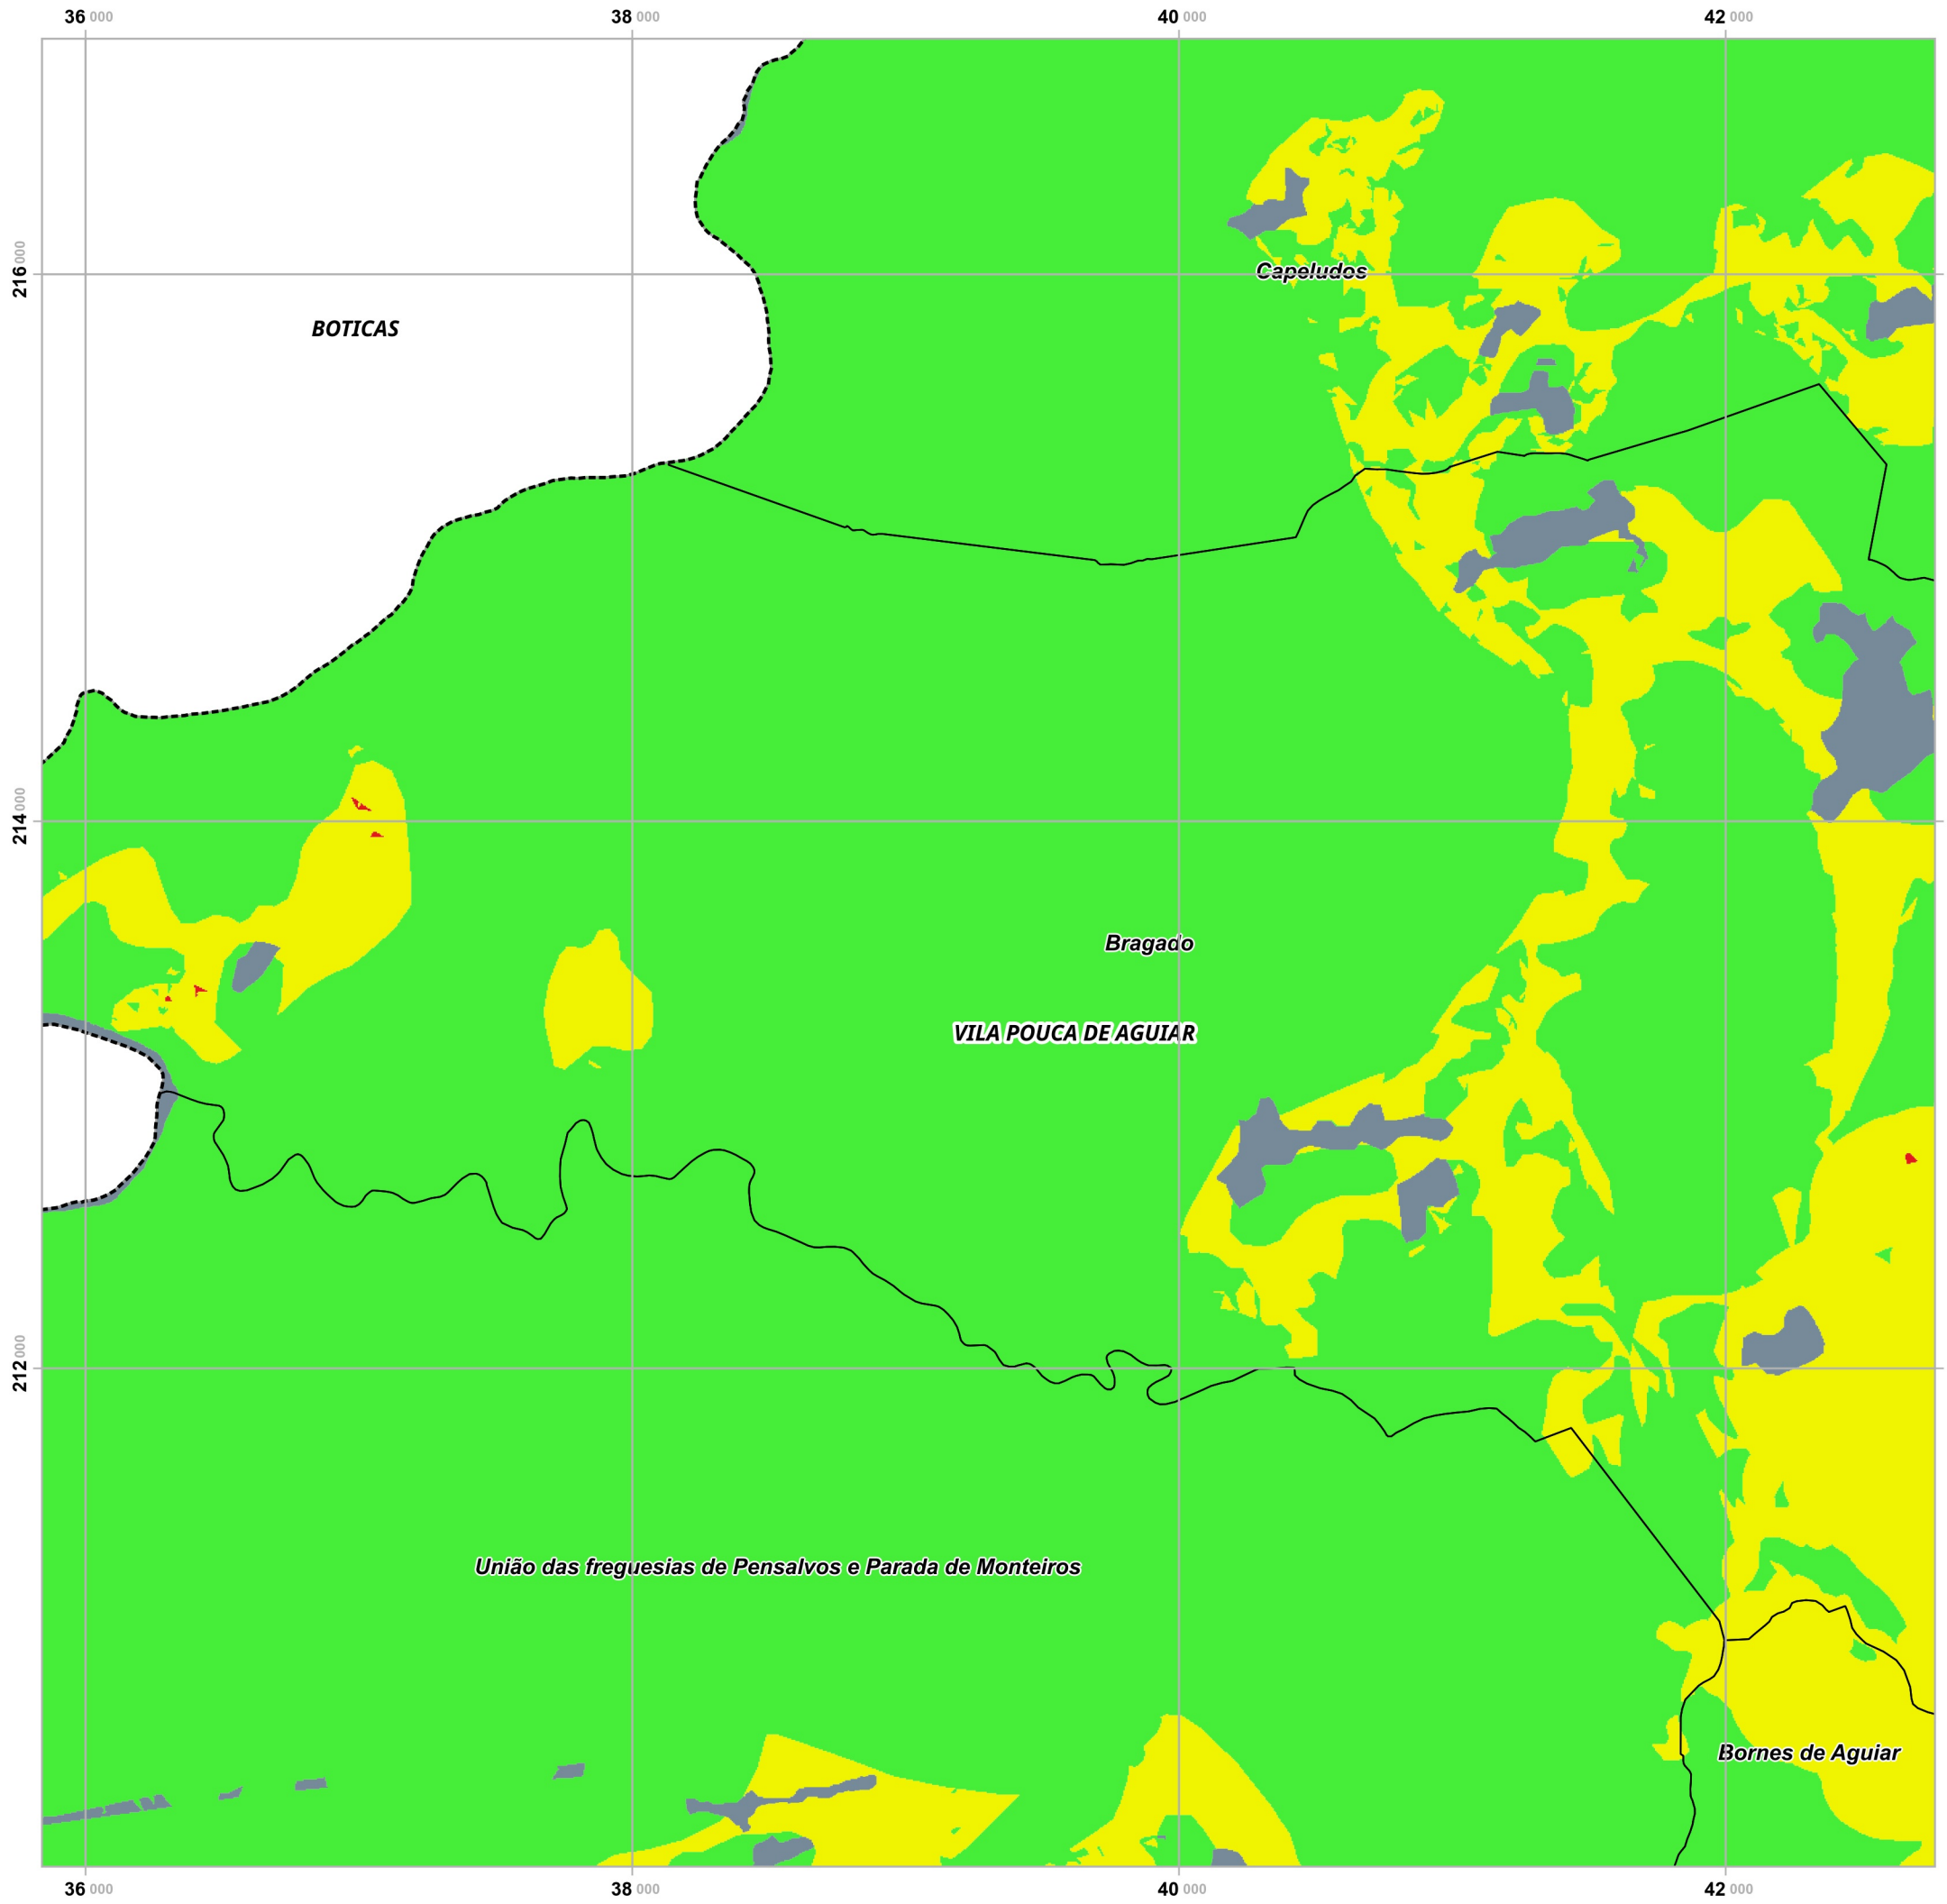 36 000 38 000 40 000 42 000
216 000
Capeludos
BOTICAS
214 000
Bragado
VILA POUCA DE AGUIAR
212 000
União das freguesias de Pensalvos e Parada de Monteiros
Bornes de Aguiar
36 000 38 000 40 000 42 000